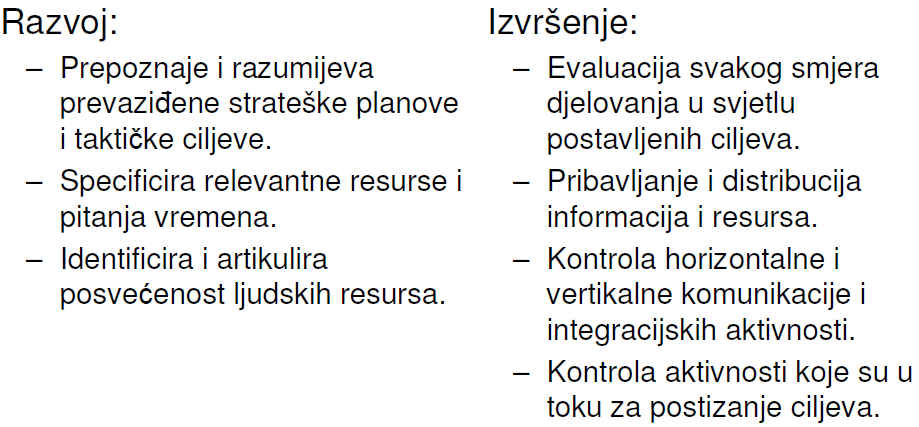 Razvoj:
– Prepoznaje i razumijeva
prevaziđene strateške planove
i taktičke ciljeve.
– Specificira relevantne resurse i
pitanja vremena.
– Identificira i artikulira
posvećenost ljudskih resursa.
Izvršenje:
– Evaluacija svakog smjera
djelovanja u svjetlu
postavljenih ciljeva.
– Pribavljanje i distribucija
informacija i resursa.
– Kontrola horizontalne i
vertikalne komunikacije i
integracijskih aktivnosti.
– Kontrola aktivnosti koje su u
toku za postizanje ciljeva.